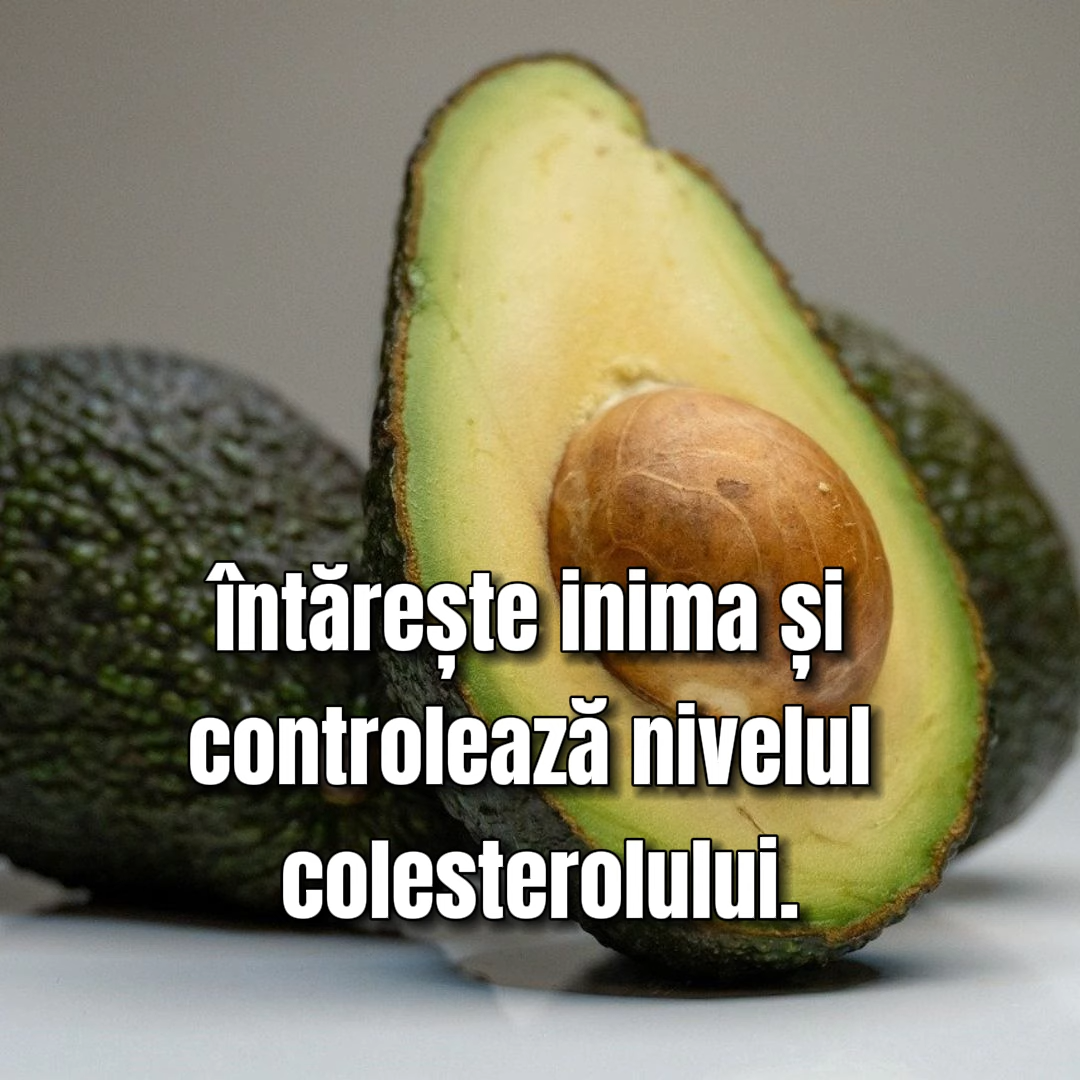 întărește inima și
controlează nivelul
colesterolului.